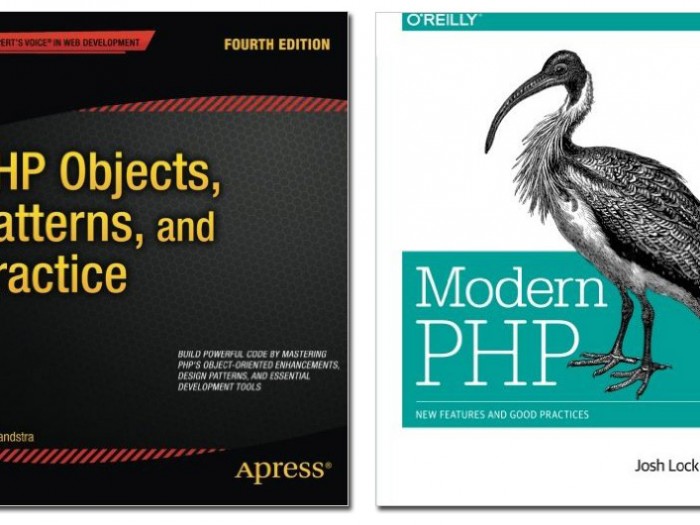 PERT'S VOICE® IN WEB DEVELOPMENT
FOURTH EDITION
HP Objects,
atterns, and
ractice
BUILD POWERFUL CODE BY MASTERING
PHP'S OBJECT-ORIENTED ENHANCEMENTS,
DESIGN PATTERNS, AND ESSENTIAL
DEVELOPMENT TOOLS
andstra
Apress®
O'REILLY®
Modern
PHP
NEW FEATURES AND GOOD PRACTICES
Josh Lock